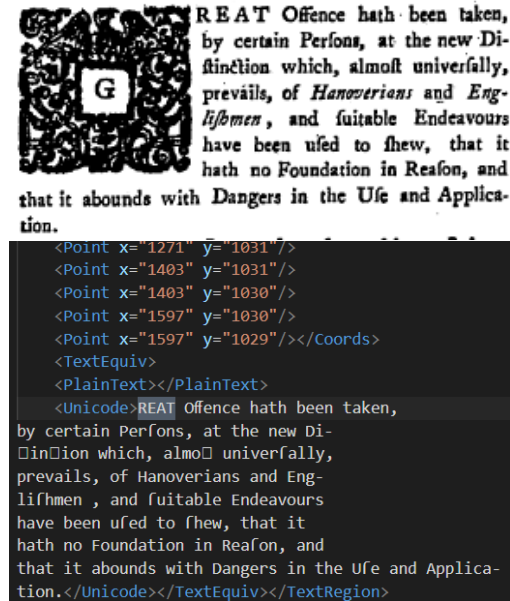 GREAT Offence hath been taken,
by certain Perſons, at the new Di-
ſtinction which, almoſt univerſally,
prevails, of Hanoverians and Eng-
liſhmen, and ſuitable Endeavours
have been uſed to ſhew, that it
hath no Foundation in Reaſon, and
that it abounds with Dangers in the Uſe and Applica-
tion.
<Point x="1271" y="1031"/>
<Point x="1403" y="1031"/>
<Point x="1403" y="1030"/>
<Point x="1597" y="1030"/>
<Point x="1597" y="1029"/></Coords>
<TextEquiv>
<PlainText></PlainText>
<Unicode>REAT Offence hath been taken,
by certain Perſons, at the new Di-
□in□ion which, almo□ univerſally,
prevails, of Hanoverians and Eng-
liſhmen , and ſuitable Endeavours
have been uſed to ſhew, that it
hath no Foundation in Reaſon, and
that it abounds with Dangers in the Uſe and Applica-
tion.</Unicode></TextEquiv></TextRegion>